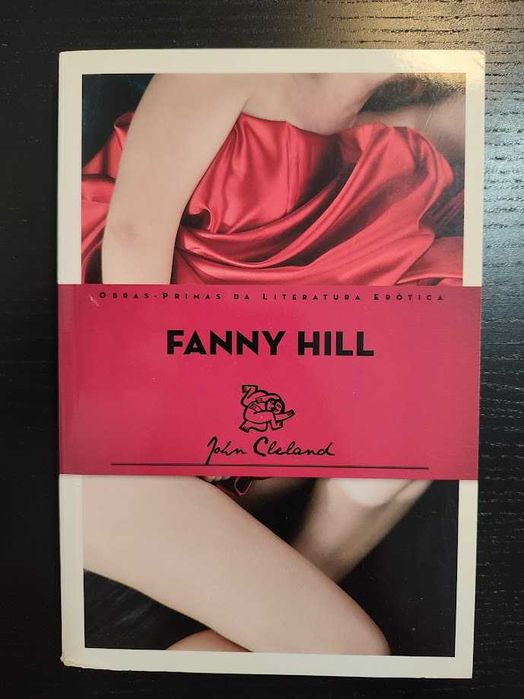 OBRAS-PRIMAS DA LITERATURA ERÓTICA
FANNY HILL
John Cleland